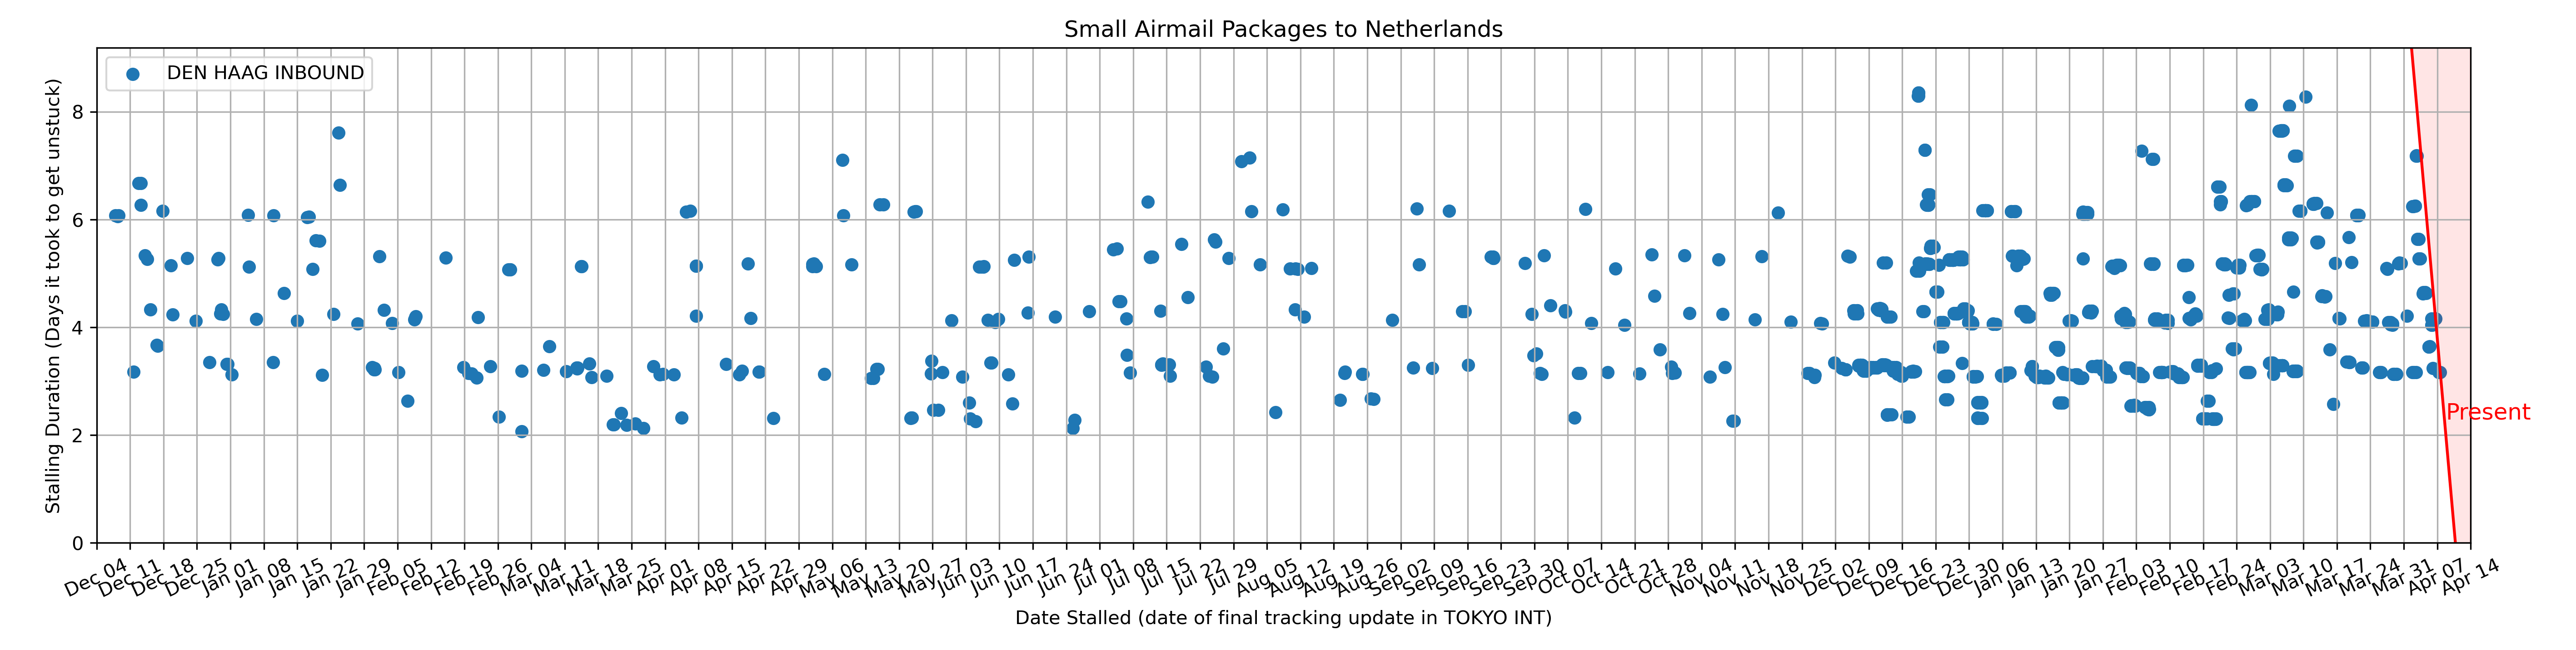 Small Airmail Packages to Netherlands
DEN HAAG INBOUND
Stalling Duration (Days it took to get unstuck)
8
6
4
2
0
Present
Dec 04
Dec 11
Dec 18
Dec 25
Jan 01
Jan 08
Jan 15
Jan 22
Jan 29
Feb 05
Feb 12
Feb 19
Feb 26
Mar 04
Mar 11
Mar 18
Mar 25
Apr 01
Apr 08
Apr 15
Apr 22
Apr 29
May 06
May 13
May 20
May 27
Jun 03
Jun 10
Jun 17
Jun 24
Jul 01
Jul 08
Jul 15
Jul 22
Jul 29
Aug 05
Aug 12
Aug 19
Aug 26
Sep 02
Sep 09
Sep 16
Sep 23
Sep 30
Oct 07
Oct 14
Oct 21
Oct 28
Nov 04
Nov 11
Nov 18
Nov 25
Dec 02
Dec 09
Dec 16
Dec 23
Dec 30
Jan 06
Jan 13
Jan 20
Jan 27
Feb 03
Feb 10
Feb 17
Feb 24
Mar 03
Mar 10
Mar 17
Mar 24
Mar 31
Apr 07
Apr 14
Date Stalled (date of final tracking update in TOKYO INT)